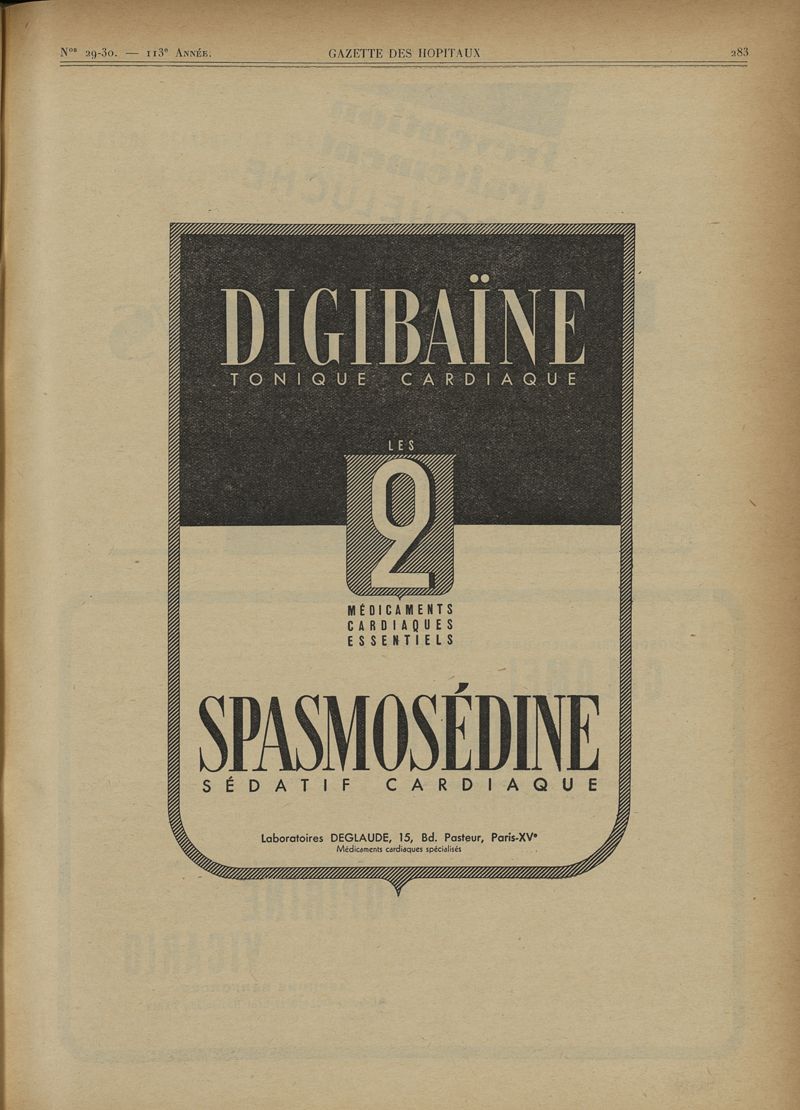 Nos 29-30. — 113e ANNÉE.
GAZETTE DES HOPITAUX
283
DIGIBAÏNE
TONIQUE CARDIAQUE
LES
2
MÉDICAMENTS
CARDIAQUES
ESSENTIELS
SPASMOSÉDINE
SÉDATIF CARDIAQUE
Laboratoires DEGLAUDE, 15, Bd. Pasteur, Paris-XVe
Médicaments cardiaques spécialisés